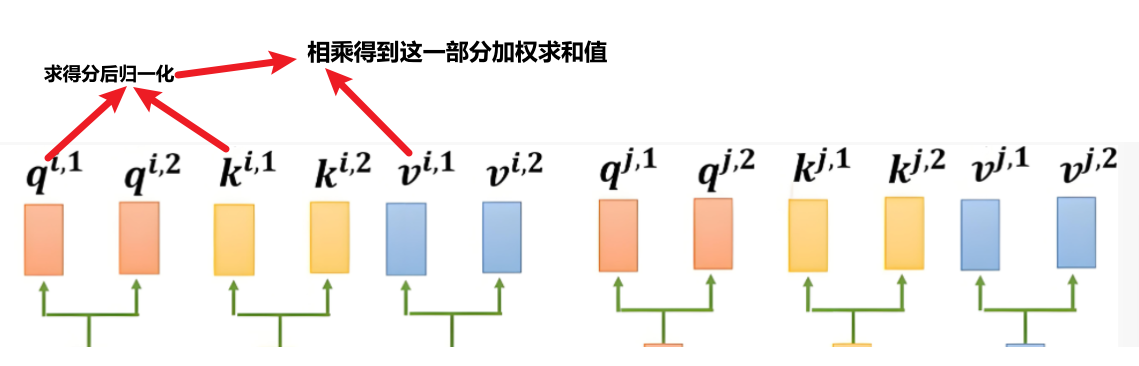 相乘得到这一部分加权求和值
求得分后归一化
q^{i,1} q^{i,2} k^{i,1} k^{i,2} v^{i,1} v^{i,2} q^{j,1} q^{j,2} k^{j,1} k^{j,2} v^{j,1} v^{j,2}